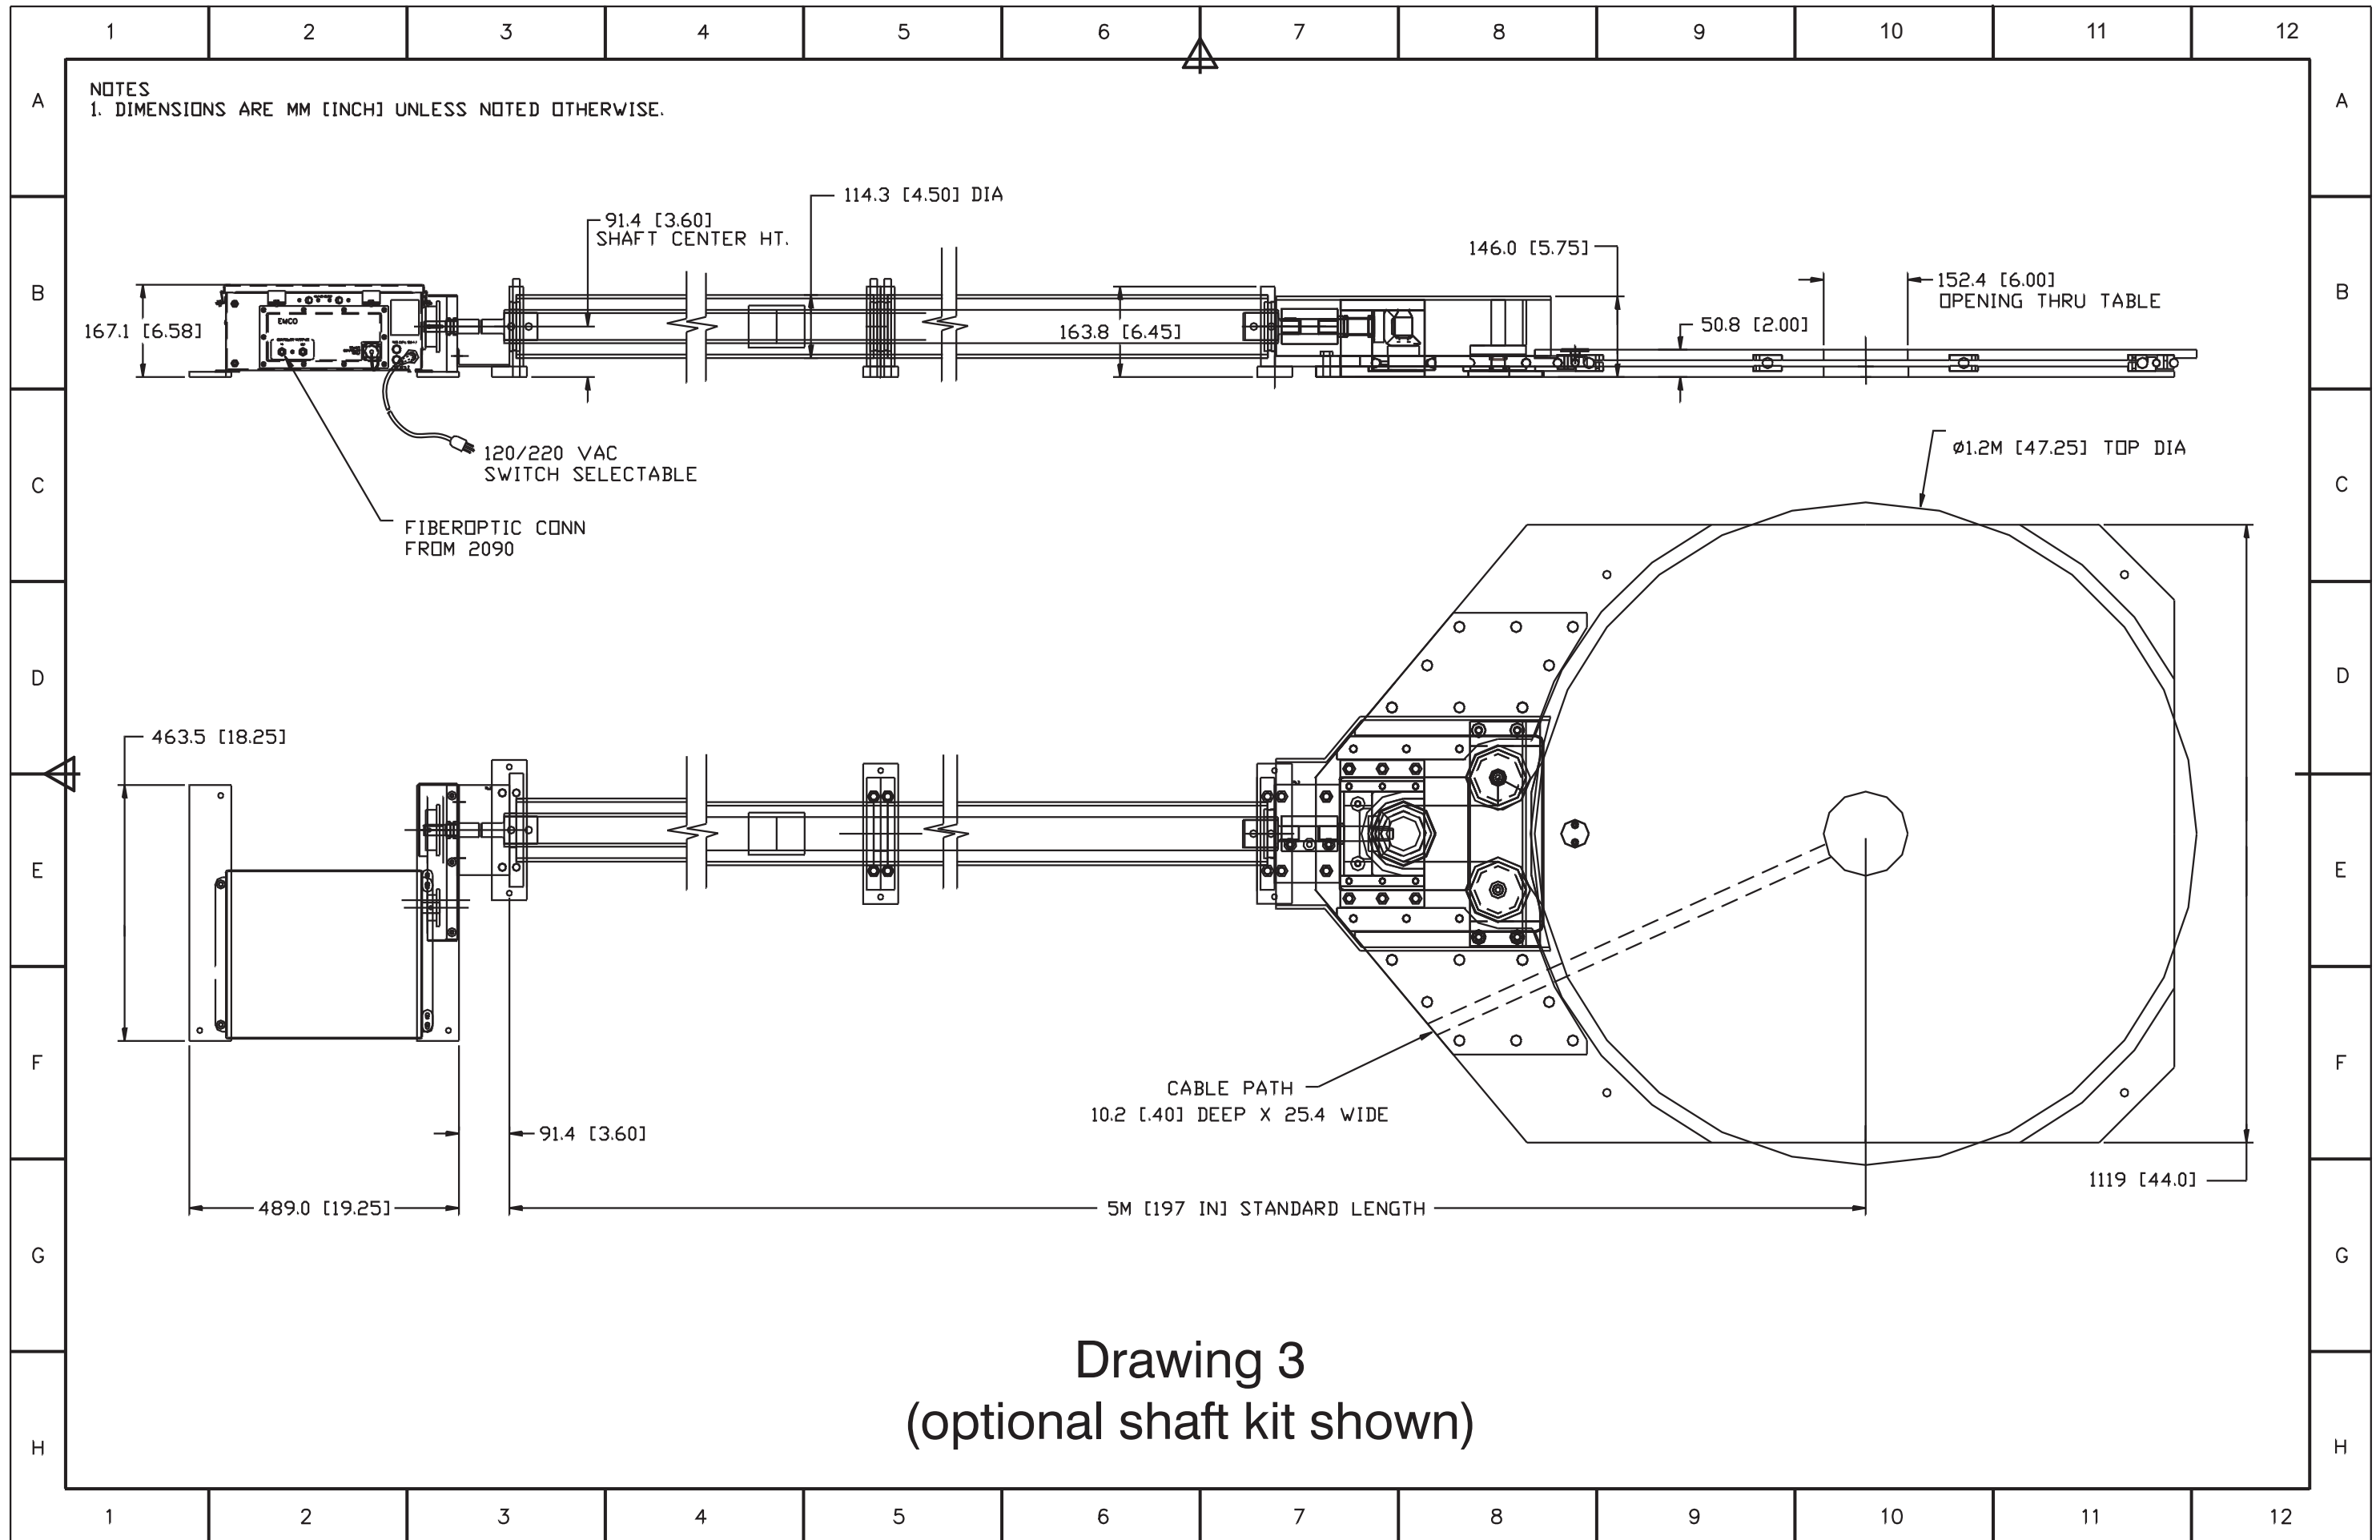 1 2 3 4 5 6 7 8 9 10 11 12
A A
NOTES
1. DIMENSIONS ARE MM [INCH] UNLESS NOTED OTHERWISE.
B B
114.3 [4.50] DIA
91.4 [3.60]
SHAFT CENTER HT.
146.0 [5.75]
152.4 [6.00]
OPENING THRU TABLE
167.1 [6.58]
EMCO
163.8 [6.45]
50.8 [2.00]
C C
120/220 VAC
SWITCH SELECTABLE
ø1.2M [47.25] TOP DIA
FIBEROPTIC CONN
FROM 2090
D D
463.5 [18.25]
E E
F F
CABLE PATH
10.2 [.40] DEEP X 25.4 WIDE
91.4 [3.60]
1119 [44.0]
489.0 [19.25]
5M [197 IN] STANDARD LENGTH
G G
Drawing 3
(optional shaft kit shown)
H H
1 2 3 4 5 6 7 8 9 10 11 12